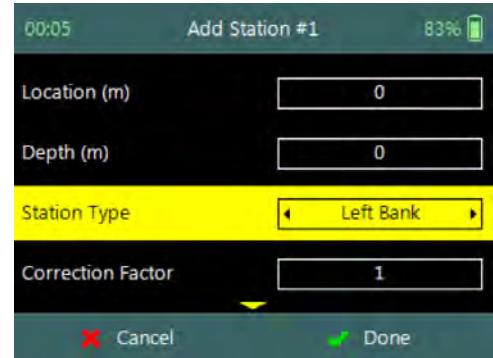 00:05 Add Station #1 83%
Location (m) 0
Depth (m) 0
Station Type Left Bank
Correction Factor 1
Cancel Done